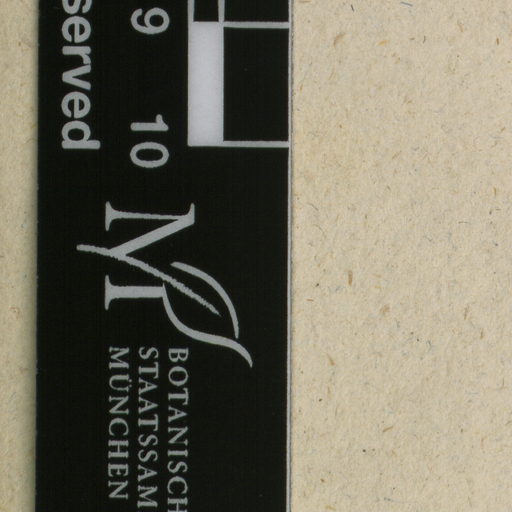 served
9 10
M
BOTANISCH
STAATSSAM
MÜNCHEN